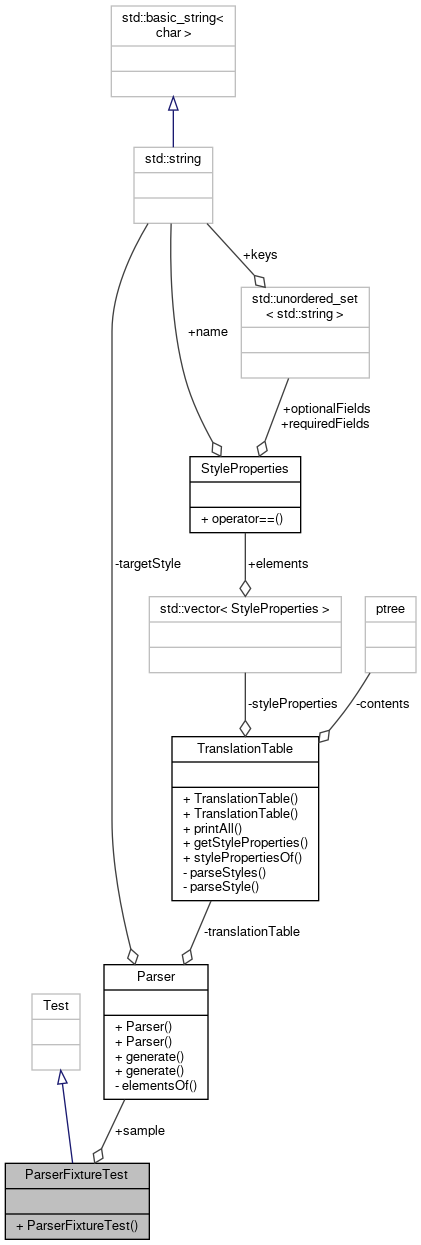 std::basic_string<
char >
std::string
+keys
std::unordered_set
< std::string >
+name
+optionalFields
+requiredFields
StyleProperties
+ operator==()
-targetStyle
+elements
std::vector< StyleProperties >
ptree
-styleProperties
-contents
TranslationTable
+ TranslationTable()
+ TranslationTable()
+ printAll()
+ getStyleProperties()
+ stylePropertiesOf()
- parseStyles()
- parseStyle()
-translationTable
Parser
+ Parser()
+ Parser()
+ generate()
+ generate()
- elementsOf()
Test
+sample
ParserFixtureTest
+ ParserFixtureTest()